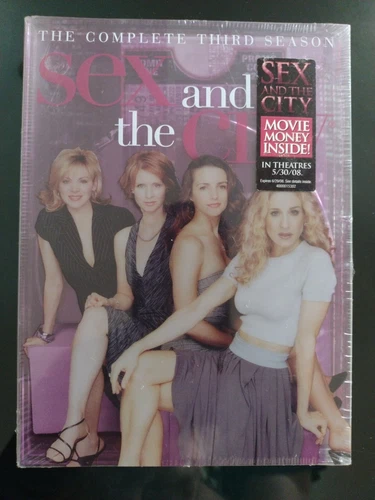 THE COMPLETE THIRD SEASON
sex and
the city
SEX
AND THE
CITY
MOVIE
MONEY
INSIDE!
IN THEATRES
5/30/08.